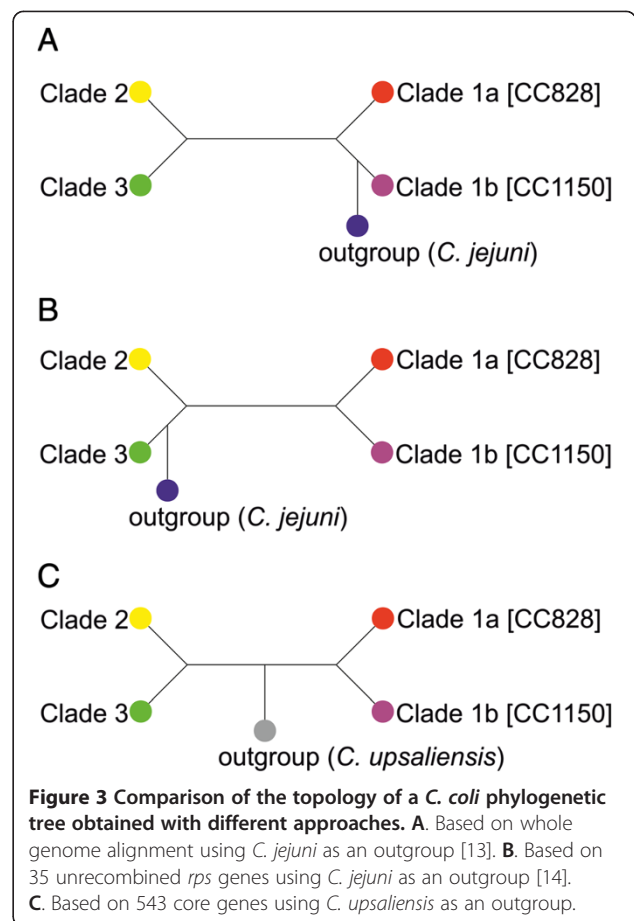 A
Clade 2
Clade 1a [CC828]
Clade 3
Clade 1b [CC1150]
outgroup (C. jejuni)
B
Clade 2
Clade 1a [CC828]
Clade 3
Clade 1b [CC1150]
outgroup (C. jejuni)
C
Clade 2
Clade 1a [CC828]
Clade 3
Clade 1b [CC1150]
outgroup (C. upsaliensis)
Figure 3 Comparison of the topology of a C. coli phylogenetic
tree obtained with different approaches. A. Based on whole
genome alignment using C. jejuni as an outgroup [13]. B. Based on
35 unrecombined rps genes using C. jejuni as an outgroup [14].
C. Based on 543 core genes using C. upsaliensis as an outgroup.